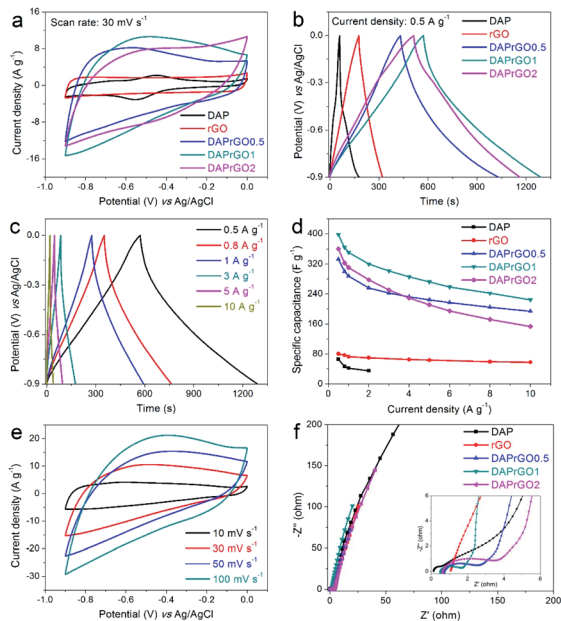 a
Scan rate: 30 mV s⁻¹
Current density (A g⁻¹)
16
8
0
-8
-16
-1.0 -0.8 -0.6 -0.4 -0.2 0.0
Potential (V) vs Ag/AgCl
DAP
rGO
DAPrGO0.5
DAPrGO1
DAPrGO2
b
Current density: 0.5 A g⁻¹
Potential (V) vs Ag/AgCl
0.0
-0.3
-0.6
-0.9
0 300 600 900 1200
Time (s)
DAP
rGO
DAPrGO0.5
DAPrGO1
DAPrGO2
c
Potential (V) vs Ag/AgCl
0.0
-0.3
-0.6
-0.9
0 300 600 900 1200
Time (s)
0.5 A g⁻¹
0.8 A g⁻¹
1 A g⁻¹
3 A g⁻¹
5 A g⁻¹
10 A g⁻¹
d
Specific capacitance (F g⁻¹)
400
320
240
160
80
0
0 2 4 6 8 10
Current density (A g⁻¹)
DAP
rGO
DAPrGO0.5
DAPrGO1
DAPrGO2
e
Current density (A g⁻¹)
20
10
0
-10
-20
-30
-1.0 -0.8 -0.6 -0.4 -0.2 0.0
Potential (V) vs Ag/AgCl
10 mV s⁻¹
30 mV s⁻¹
50 mV s⁻¹
100 mV s⁻¹
f
-Z'' (ohm)
200
150
100
50
0
0 50 100 150 200
Z' (ohm)
DAP
rGO
DAPrGO0.5
DAPrGO1
DAPrGO2
-Z'' (ohm)
6
4
2
0
0 2 4 6
Z' (ohm)